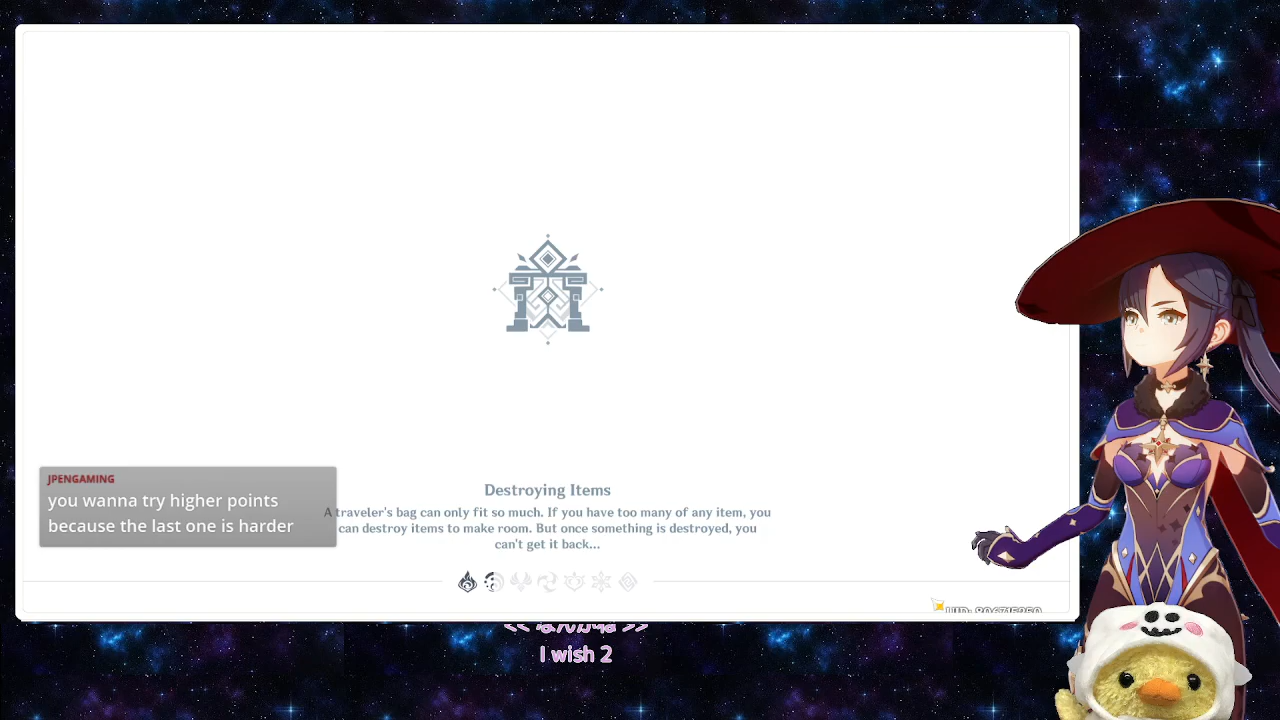 JPENGAMING
you wanna try higher points
because the last one is harder
Destroying Items
A traveler's bag can only fit so much. If you have too many of any item, you
can destroy items to make room. But once something is destroyed, you
can't get it back...
UID: 806715250
I wish 2